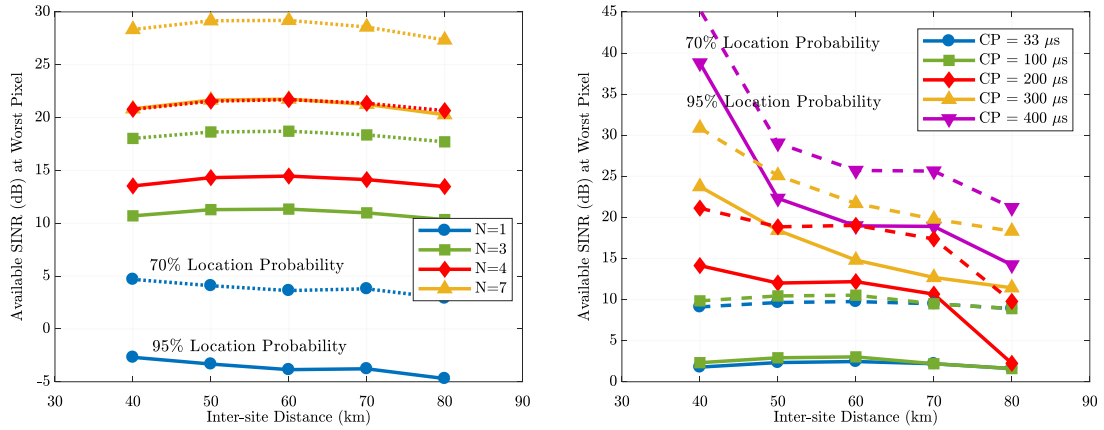 Available SINR (dB) at Worst Pixel
30
25
20
15
10
5
0
−5
30
40
50
60
70
80
90
Inter-site Distance (km)
70% Location Probability
95% Location Probability
N=1
N=3
N=4
N=7
Available SINR (dB) at Worst Pixel
45
40
35
30
25
20
15
10
5
0
30
40
50
60
70
80
90
Inter-site Distance (km)
70% Location Probability
95% Location Probability
CP = 33 μs
CP = 100 μs
CP = 200 μs
CP = 300 μs
CP = 400 μs